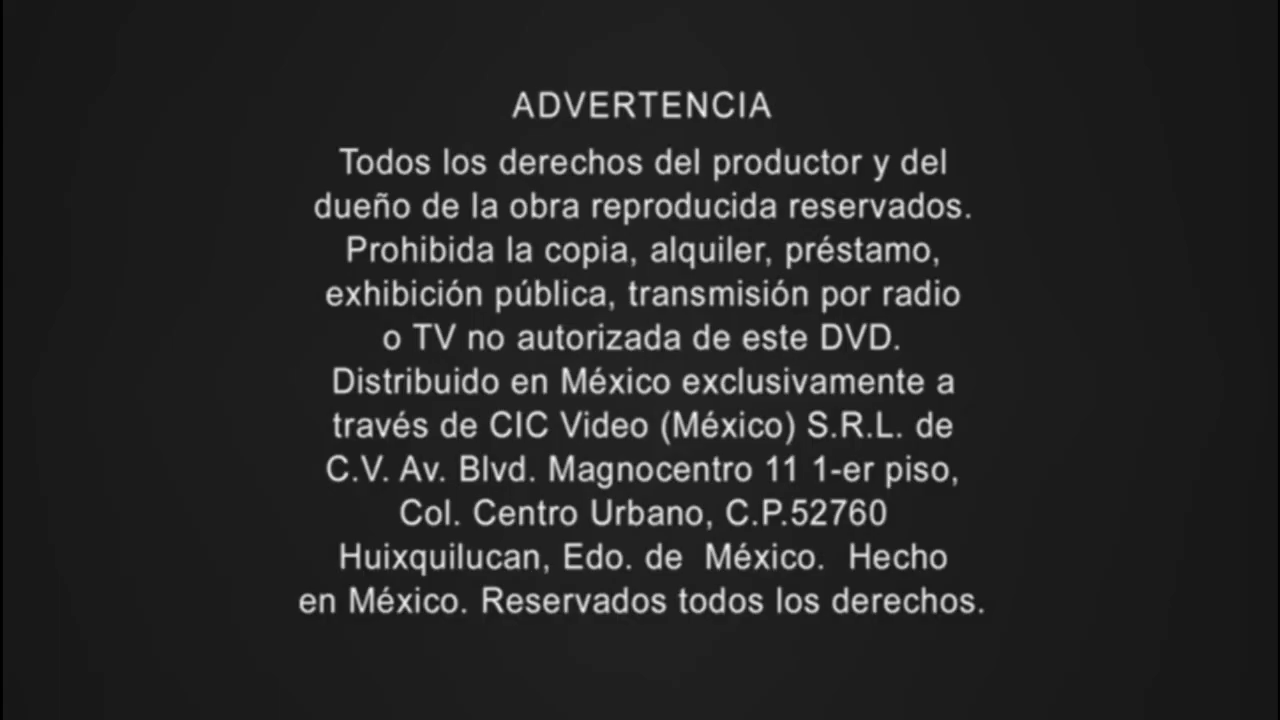 ADVERTENCIA
Todos los derechos del productor y del
dueño de la obra reproducida reservados.
Prohibida la copia, alquiler, préstamo,
exhibición pública, transmisión por radio
o TV no autorizada de este DVD.
Distribuido en México exclusivamente a
través de CIC Video (México) S.R.L. de
C.V. Av. Blvd. Magnocentro 11 1-er piso,
Col. Centro Urbano, C.P.52760
Huixquilucan, Edo. de  México.  Hecho
en México. Reservados todos los derechos.